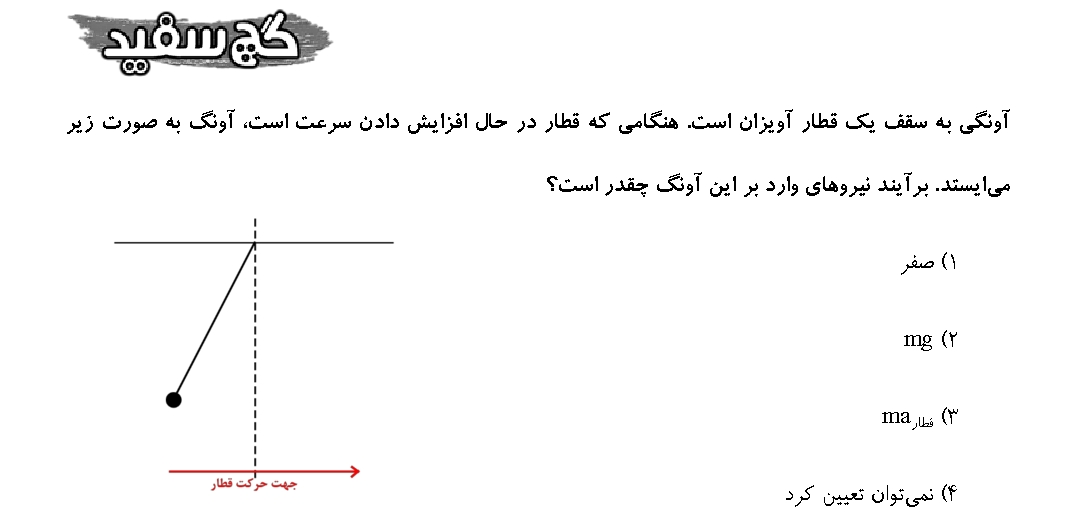 گچ سفید
آونگی به سقف یک قطار آویزان است. هنگامی که قطار در حال افزایش دادن سرعت است، آونگ به صورت زیر
می‌ایستد. برآیند نیروهای وارد بر این آونگ چقدر است؟
۱) صفر
۲) mg
۳) ma قطار
۴) نمی‌توان تعیین کرد
جهت حرکت قطار